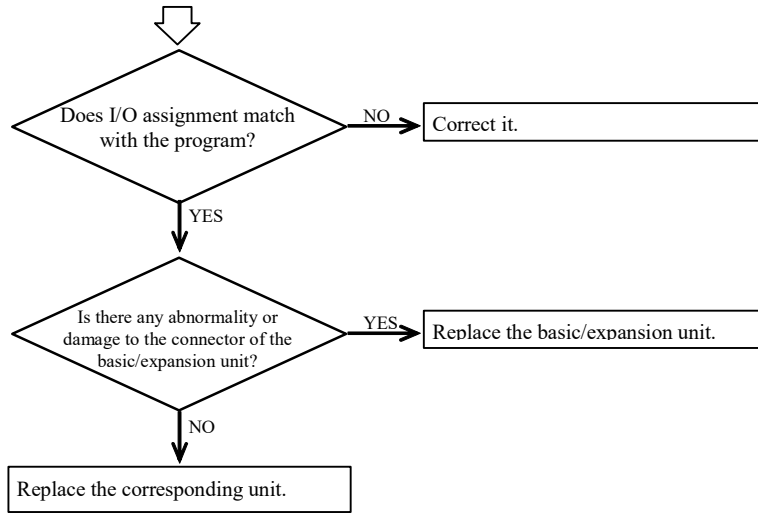 Does I/O assignment match
with the program?
NO
Correct it.
YES
Is there any abnormality or
damage to the connector of the
basic/expansion unit?
YES
Replace the basic/expansion unit.
NO
Replace the corresponding unit.